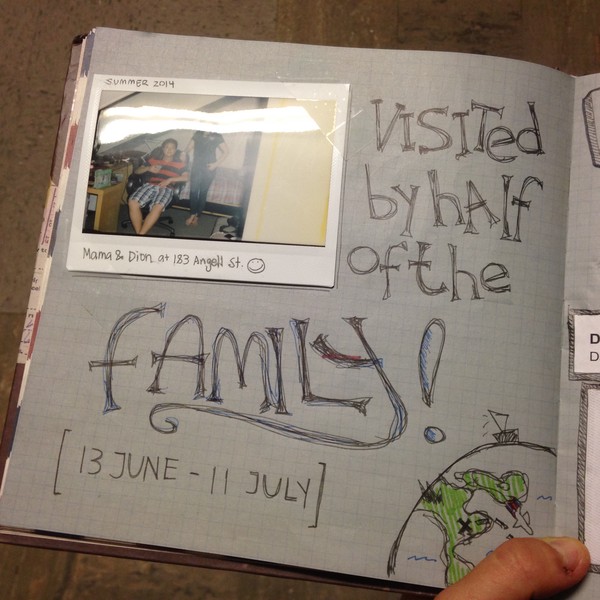 SUMMER 2014
Mama & Dion at 183 Angell St.
VISITed
by hAlf
of the
fAMILY!
[13 JUNE - 11 JULY]
D
D